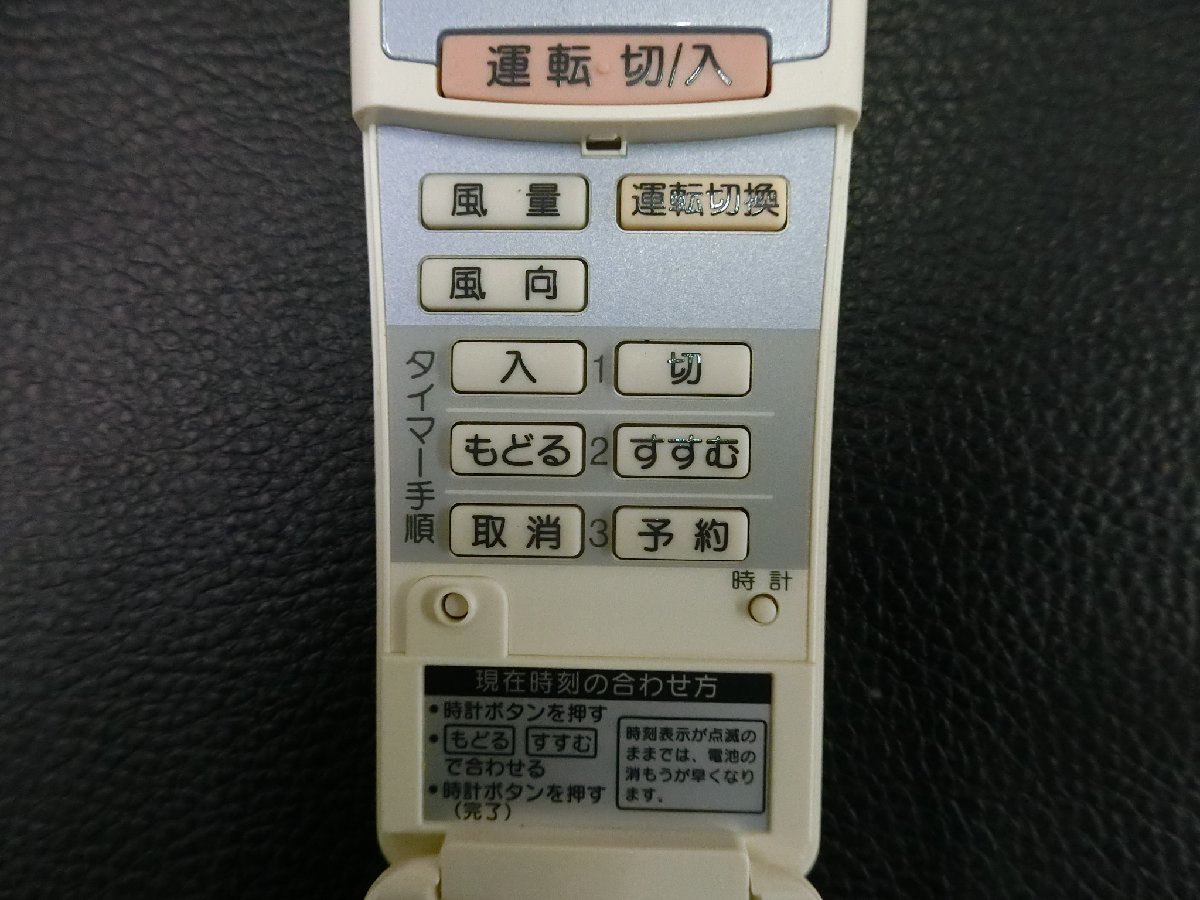 運転 切/入
風量 運転切換
風向
タイマー手順
入 1 切
もどる 2 すすむ
取消 3 予約
時計
現在時刻の合わせ方
•時計ボタンを押す
•もどる すすむ
で合わせる
•時計ボタンを押す
(完了)
時刻表示が点滅の
ままでは、電池の
消もうが早くなり
ます。